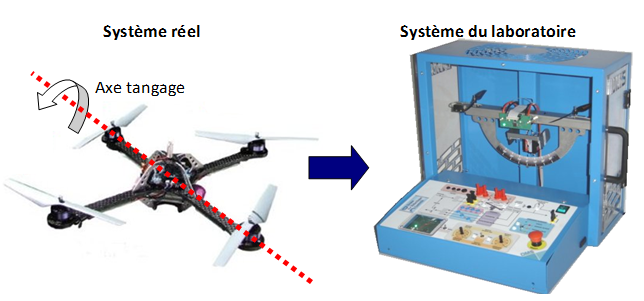 Système réel
Système du laboratoire
Axe tangage